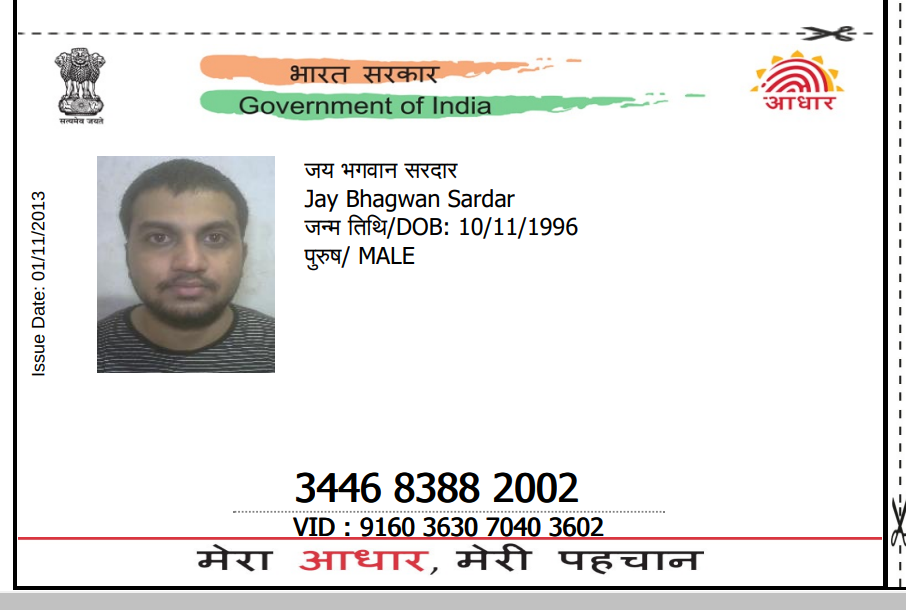 भारत सरकार
Government of India
सत्यमेव जयते
आधार
Issue Date: 01/11/2013
जय भगवान सरदार
Jay Bhagwan Sardar
जन्म तिथि/DOB: 10/11/1996
पुरुष/ MALE
3446 8388 2002
VID : 9160 3630 7040 3602
मेरा आधार, मेरी पहचान